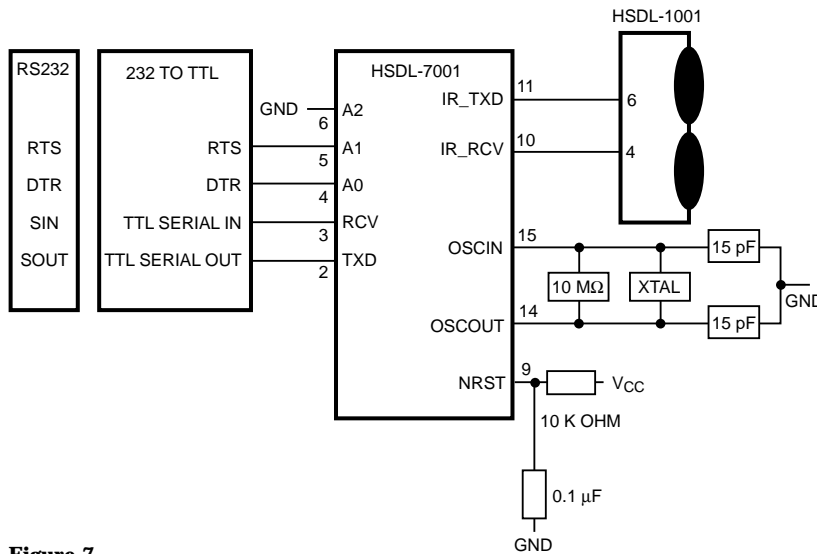 HSDL-1001
RS232
232 TO TTL
HSDL-7001
RTS
DTR
SIN
SOUT
RTS
DTR
TTL SERIAL IN
TTL SERIAL OUT
GND
6
5
4
3
2
A2
A1
A0
RCV
TXD
IR_TXD
IR_RCV
OSCIN
OSCOUT
NRST
11
10
15
14
9
6
4
10 MΩ
XTAL
15 pF
15 pF
GND
VCC
10 K OHM
0.1 µF
GND